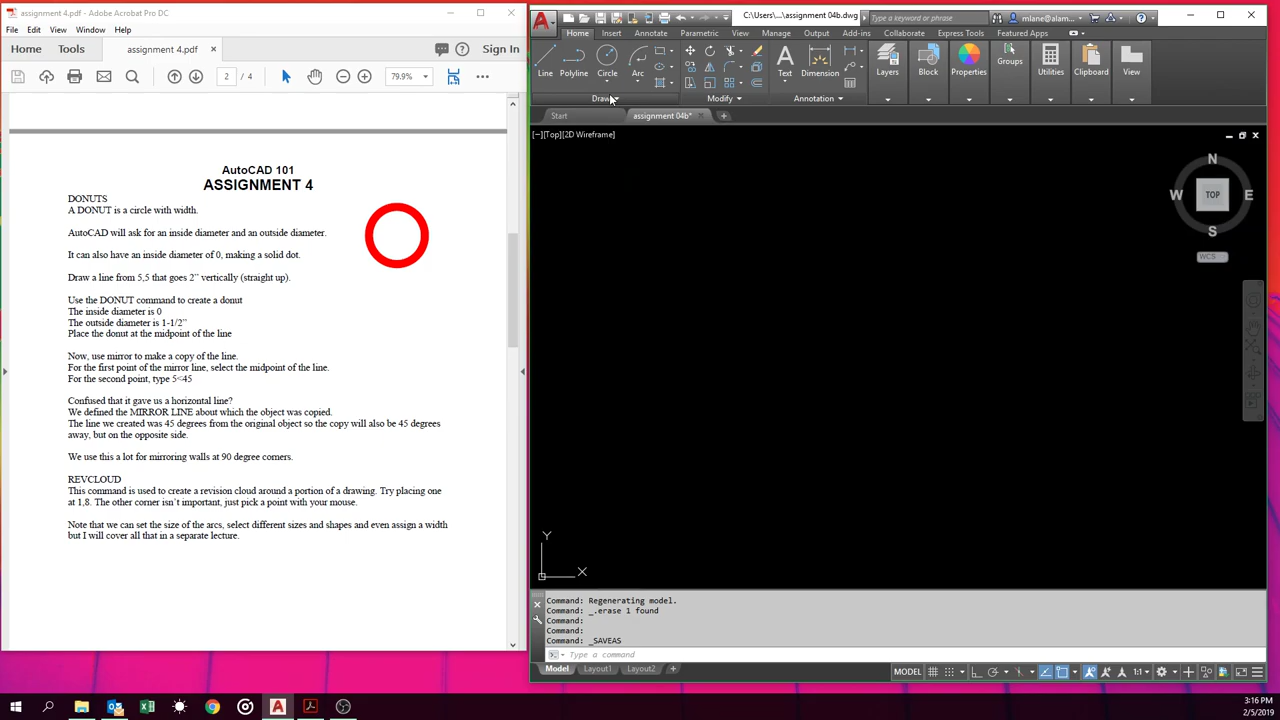 assignment 4.pdf - Adobe Acrobat Pro DC
File Edit View Window Help
Home Tools assignment 4.pdf Sign In
2 / 4 79.9%
AutoCAD 101
ASSIGNMENT 4
DONUTS
A DONUT is a circle with width.
AutoCAD will ask for an inside diameter and an outside diameter.
It can also have an inside diameter of 0, making a solid dot.
Draw a line from 5,5 that goes 2" vertically (straight up).
Use the DONUT command to create a donut
The inside diameter is 0
The outside diameter is 1-1/2"
Place the donut at the midpoint of the line
Now, use mirror to make a copy of the line.
For the first point of the mirror line, select the midpoint of the line.
For the second point, type 5<45
Confused that it gave us a horizontal line?
We defined the MIRROR LINE about which the object was copied.
The line we created was 45 degrees from the original object so the copy will also be 45 degrees
away, but on the opposite side.
We use this a lot for mirroring walls at 90 degree corners.
REVCLOUD
This command is used to create a revision cloud around a portion of a drawing. Try placing one
at 1,8. The other corner isn't important, just pick a point with your mouse.
Note that we can set the size of the arcs, select different sizes and shapes and even assign a width
but I will cover all that in a separate lecture.
C:\Users\...\assignment 04b.dwg
Type a keyword or phrase
mlane@alam...
Home Insert Annotate Parametric View Manage Output Add-ins Collaborate Express Tools Featured Apps
Line Polyline Circle Arc Text Dimension Layers Block Properties Groups Utilities Clipboard View
Draw Modify Annotation
Start assignment 04b*
[−][Top][2D Wireframe]
N
W TOP E
S
WCS
Y
X
Command: Regenerating model.
Command: _.erase 1 found
Command:
Command:
Command: _SAVEAS
Type a command
Model Layout1 Layout2
MODEL 1:1
3:16 PM
2/5/2019